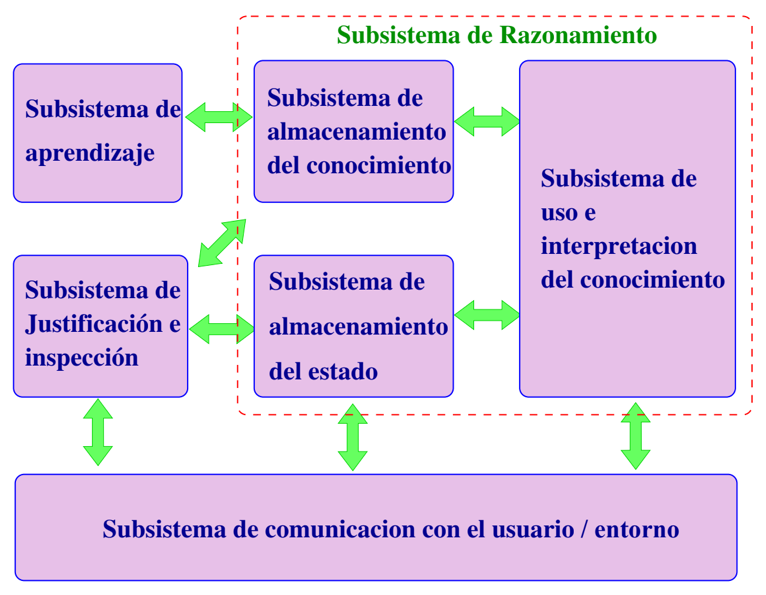 Subsistema de Razonamiento
Subsistema de
aprendizaje
Subsistema de
almacenamiento
del conocimiento
Subsistema de
uso e
interpretacion
del conocimiento
Subsistema de
Justificación e
inspección
Subsistema de
almacenamiento
del estado
Subsistema de comunicacion con el usuario / entorno